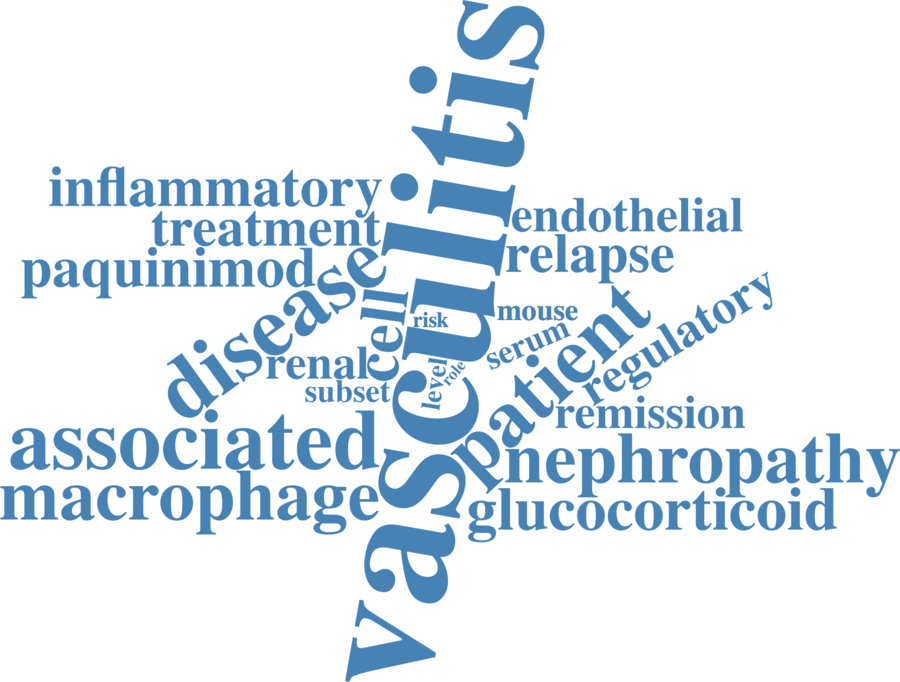 vasculitis
inflammatory
treatment
paquinimod
endothelial
relapse
disease
cell
risk
mouse
serum
renal
subset
level
role
patient
regulatory
remission
associated
macrophage
nephropathy
glucocorticoid